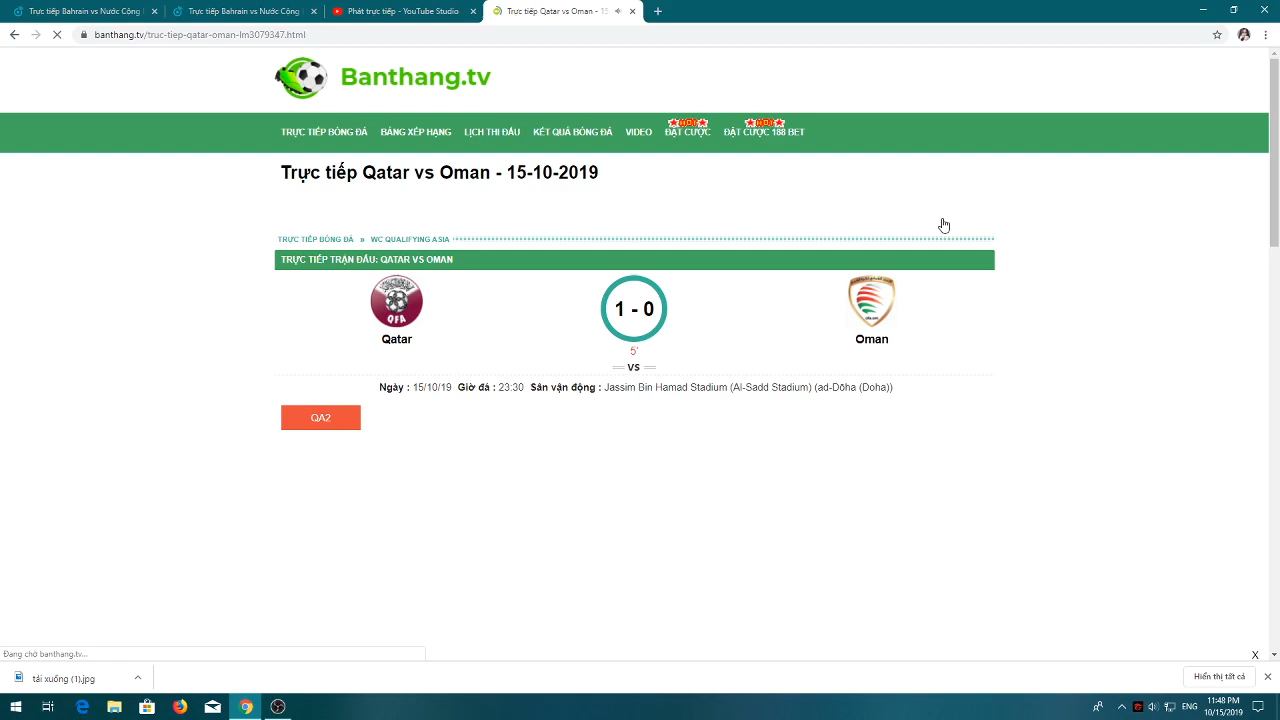 Trực tiếp Bahrain vs Nước Cộng
Trực tiếp Bahrain vs Nước Cộng
Phát trực tiếp - YouTube Studio
Trực tiếp Qatar vs Oman - 15
banthang.tv/truc-tiep-qatar-oman-lm3079347.html
Banthang.tv
TRỰC TIẾP BÓNG ĐÁ BẢNG XẾP HẠNG LỊCH THI ĐẤU KẾT QUẢ BÓNG ĐÁ VIDEO ĐẶT CƯỢC ĐẶT CƯỢC 188 BET
HOT HOT
Trực tiếp Qatar vs Oman - 15-10-2019
TRỰC TIẾP BÓNG ĐÁ » WC QUALIFYING ASIA
TRỰC TIẾP TRẬN ĐẤU: QATAR VS OMAN
QFA
1 - 0
Qatar
Oman
5'
VS
Ngày : 15/10/19 Giờ đá : 23:30 Sân vận động : Jassim Bin Hamad Stadium (Al-Sadd Stadium) (ad-Dōha (Doha))
QA2
Đang chờ banthang.tv...
X
tải xuống (1).jpg
Hiển thị tất cả
ENG
11:48 PM
10/15/2019